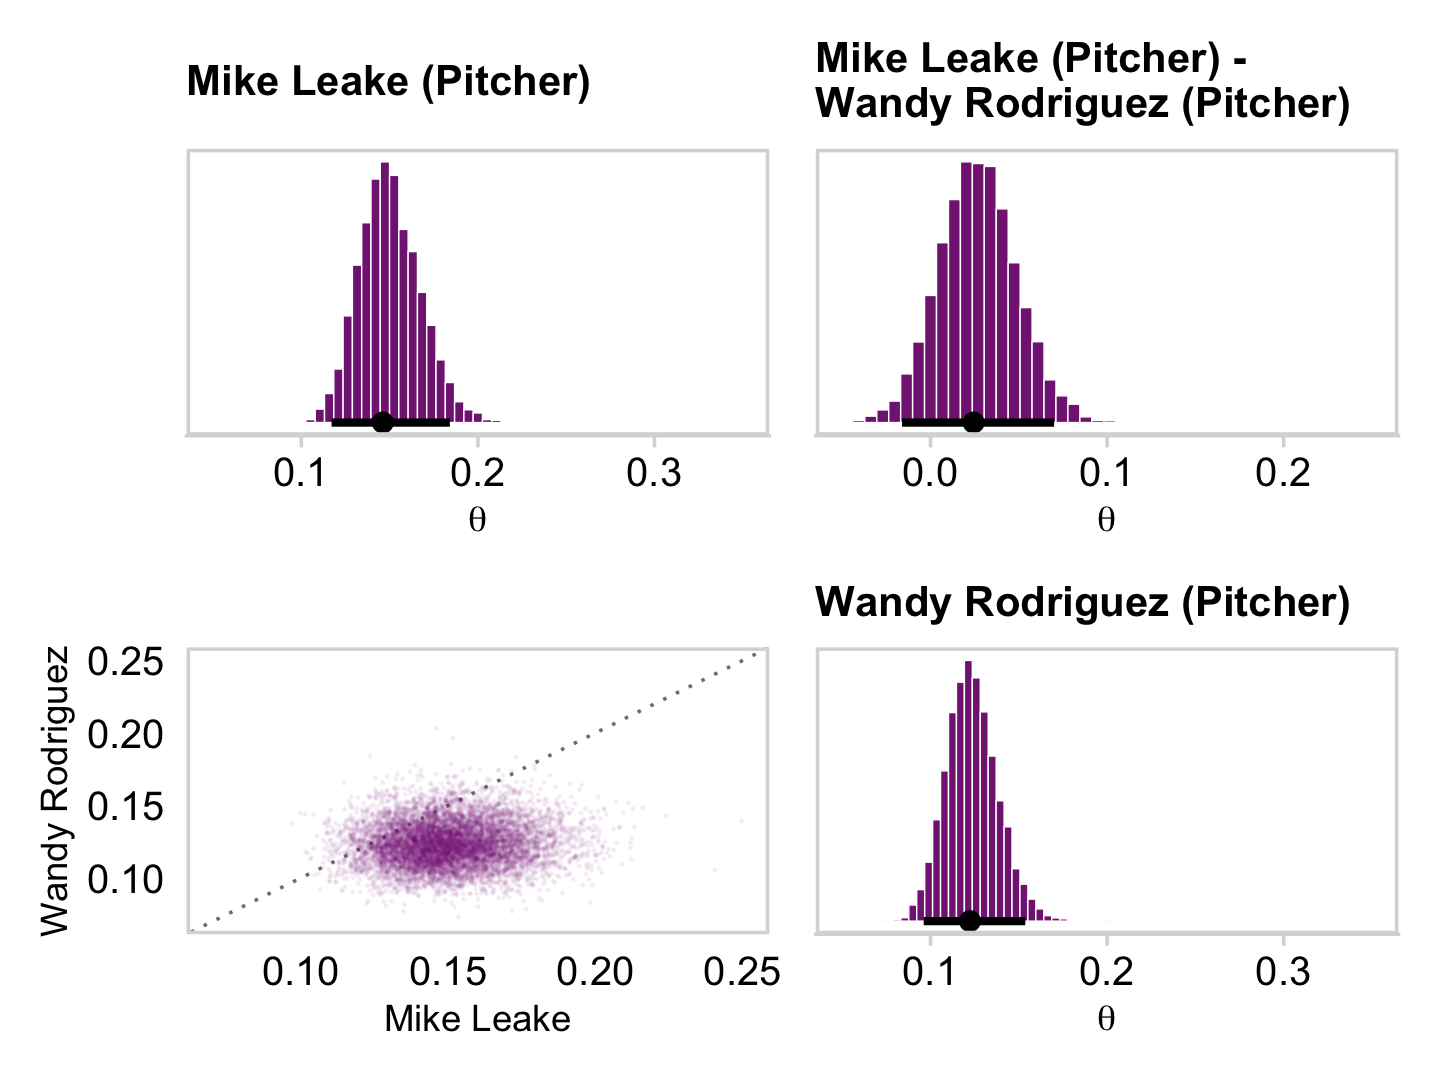 Mike Leake (Pitcher)
0.1 0.2 0.3
θ
Mike Leake (Pitcher) -
Wandy Rodriguez (Pitcher)
0.0 0.1 0.2
θ
Wandy Rodriguez
0.25
0.20
0.15
0.10
0.10 0.15 0.20 0.25
Mike Leake
Wandy Rodriguez (Pitcher)
0.1 0.2 0.3
θ